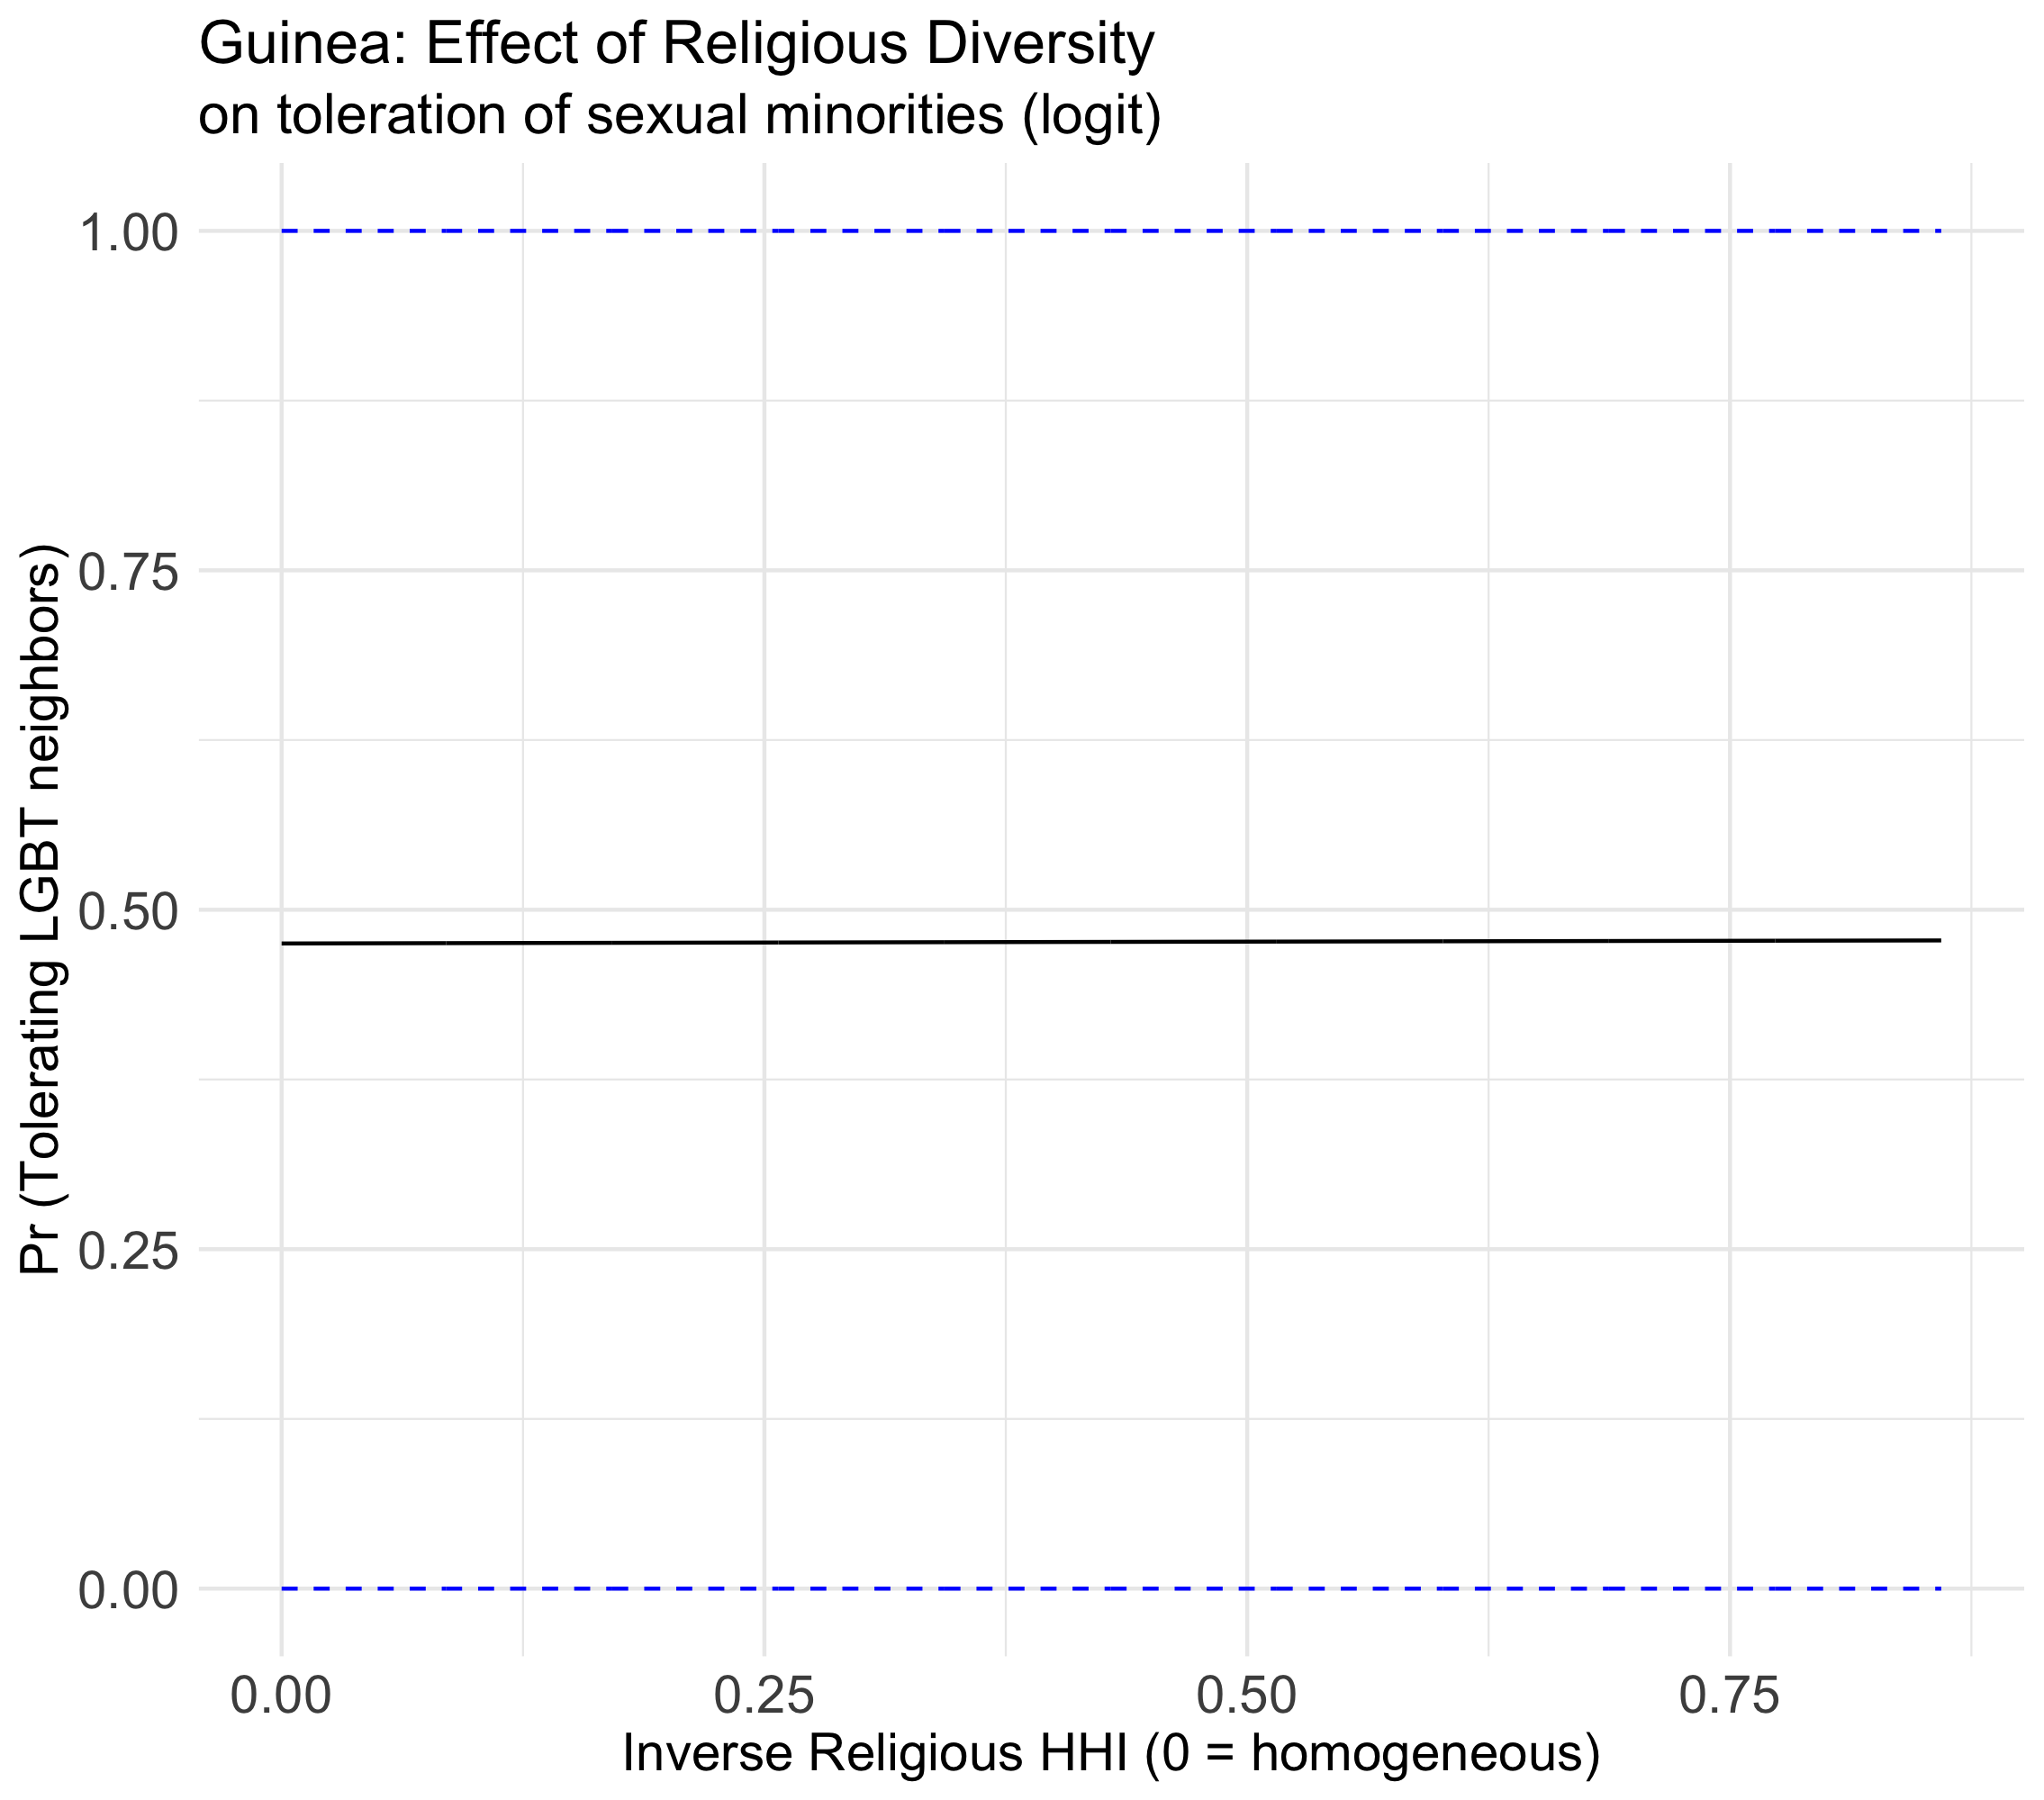 Guinea: Effect of Religious Diversity
on toleration of sexual minorities (logit)
Pr (Tolerating LGBT neighbors)
1.00
0.75
0.50
0.25
0.00
0.00 0.25 0.50 0.75
Inverse Religious HHI (0 = homogeneous)